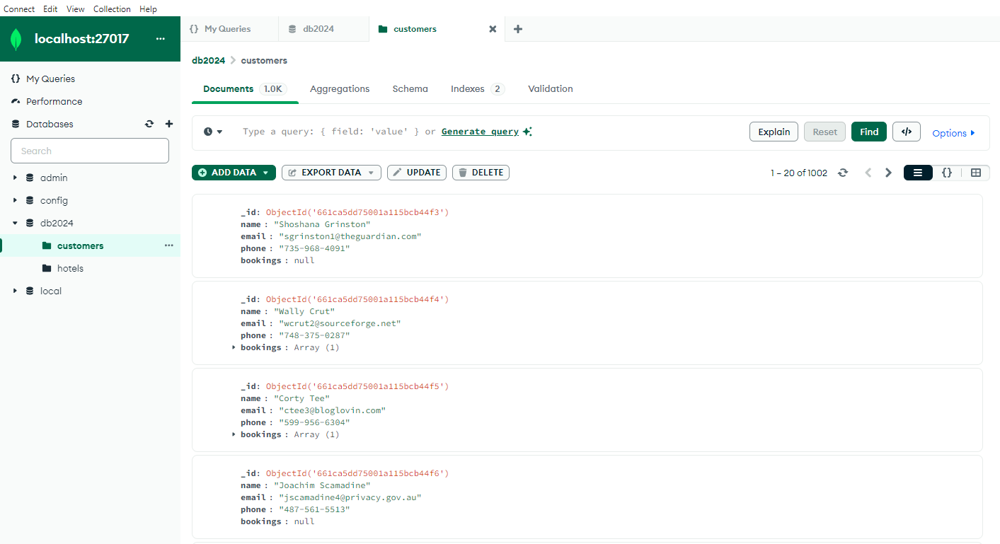 Connect Edit View Collection Help
localhost:27017 ···
{} My Queries
Performance
Databases
Search
admin
config
db2024
customers ···
hotels
local
{} My Queries db2024 customers
db2024 > customers
Documents 1.0K Aggregations Schema Indexes 2 Validation
Type a query: { field: 'value' } or Generate query Explain Reset Find </> Options
ADD DATA EXPORT DATA UPDATE DELETE 1 – 20 of 1002 {}
_id: ObjectId('661ca5dd75001a115bcb44f3')
name : "Shoshana Grinston"
email : "sgrinston1@theguardian.com"
phone : "735-968-4091"
bookings : null
_id: ObjectId('661ca5dd75001a115bcb44f4')
name : "Wally Crut"
email : "wcrut2@sourceforge.net"
phone : "748-375-0287"
bookings : Array (1)
_id: ObjectId('661ca5dd75001a115bcb44f5')
name : "Corty Tee"
email : "ctee3@bloglovin.com"
phone : "599-956-6304"
bookings : Array (1)
_id: ObjectId('661ca5dd75001a115bcb44f6')
name : "Joachim Scamadine"
email : "jscamadine4@privacy.gov.au"
phone : "487-561-5513"
bookings : null